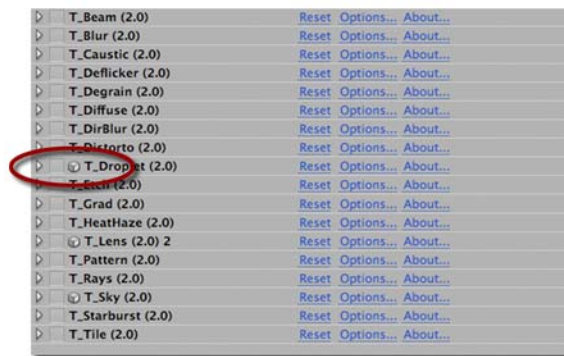 T_Beam (2.0) Reset Options... About...
T_Blur (2.0) Reset Options... About...
T_Caustic (2.0) Reset Options... About...
T_Deflicker (2.0) Reset Options... About...
T_Degrain (2.0) Reset Options... About...
T_Diffuse (2.0) Reset Options... About...
T_DirBlur (2.0) Reset Options... About...
T_Distorto (2.0) Reset Options... About...
T_Droplet (2.0) Reset Options... About...
T_Etch (2.0) Reset Options... About...
T_Grad (2.0) Reset Options... About...
T_HeatHaze (2.0) Reset Options... About...
T_Lens (2.0) 2 Reset Options... About...
T_Pattern (2.0) Reset Options... About...
T_Rays (2.0) Reset Options... About...
T_Sky (2.0) Reset Options... About...
T_Starburst (2.0) Reset Options... About...
T_Tile (2.0) Reset Options... About...